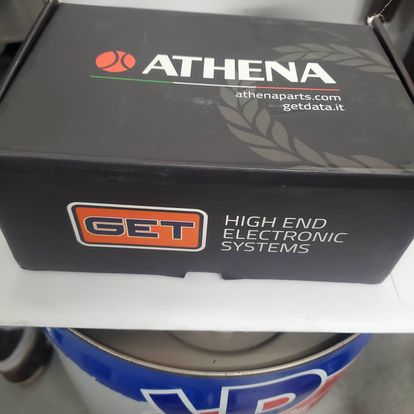 ATHENA
athenaparts.com
getdata.it
GET
HIGH END
ELECTRONIC
SYSTEMS